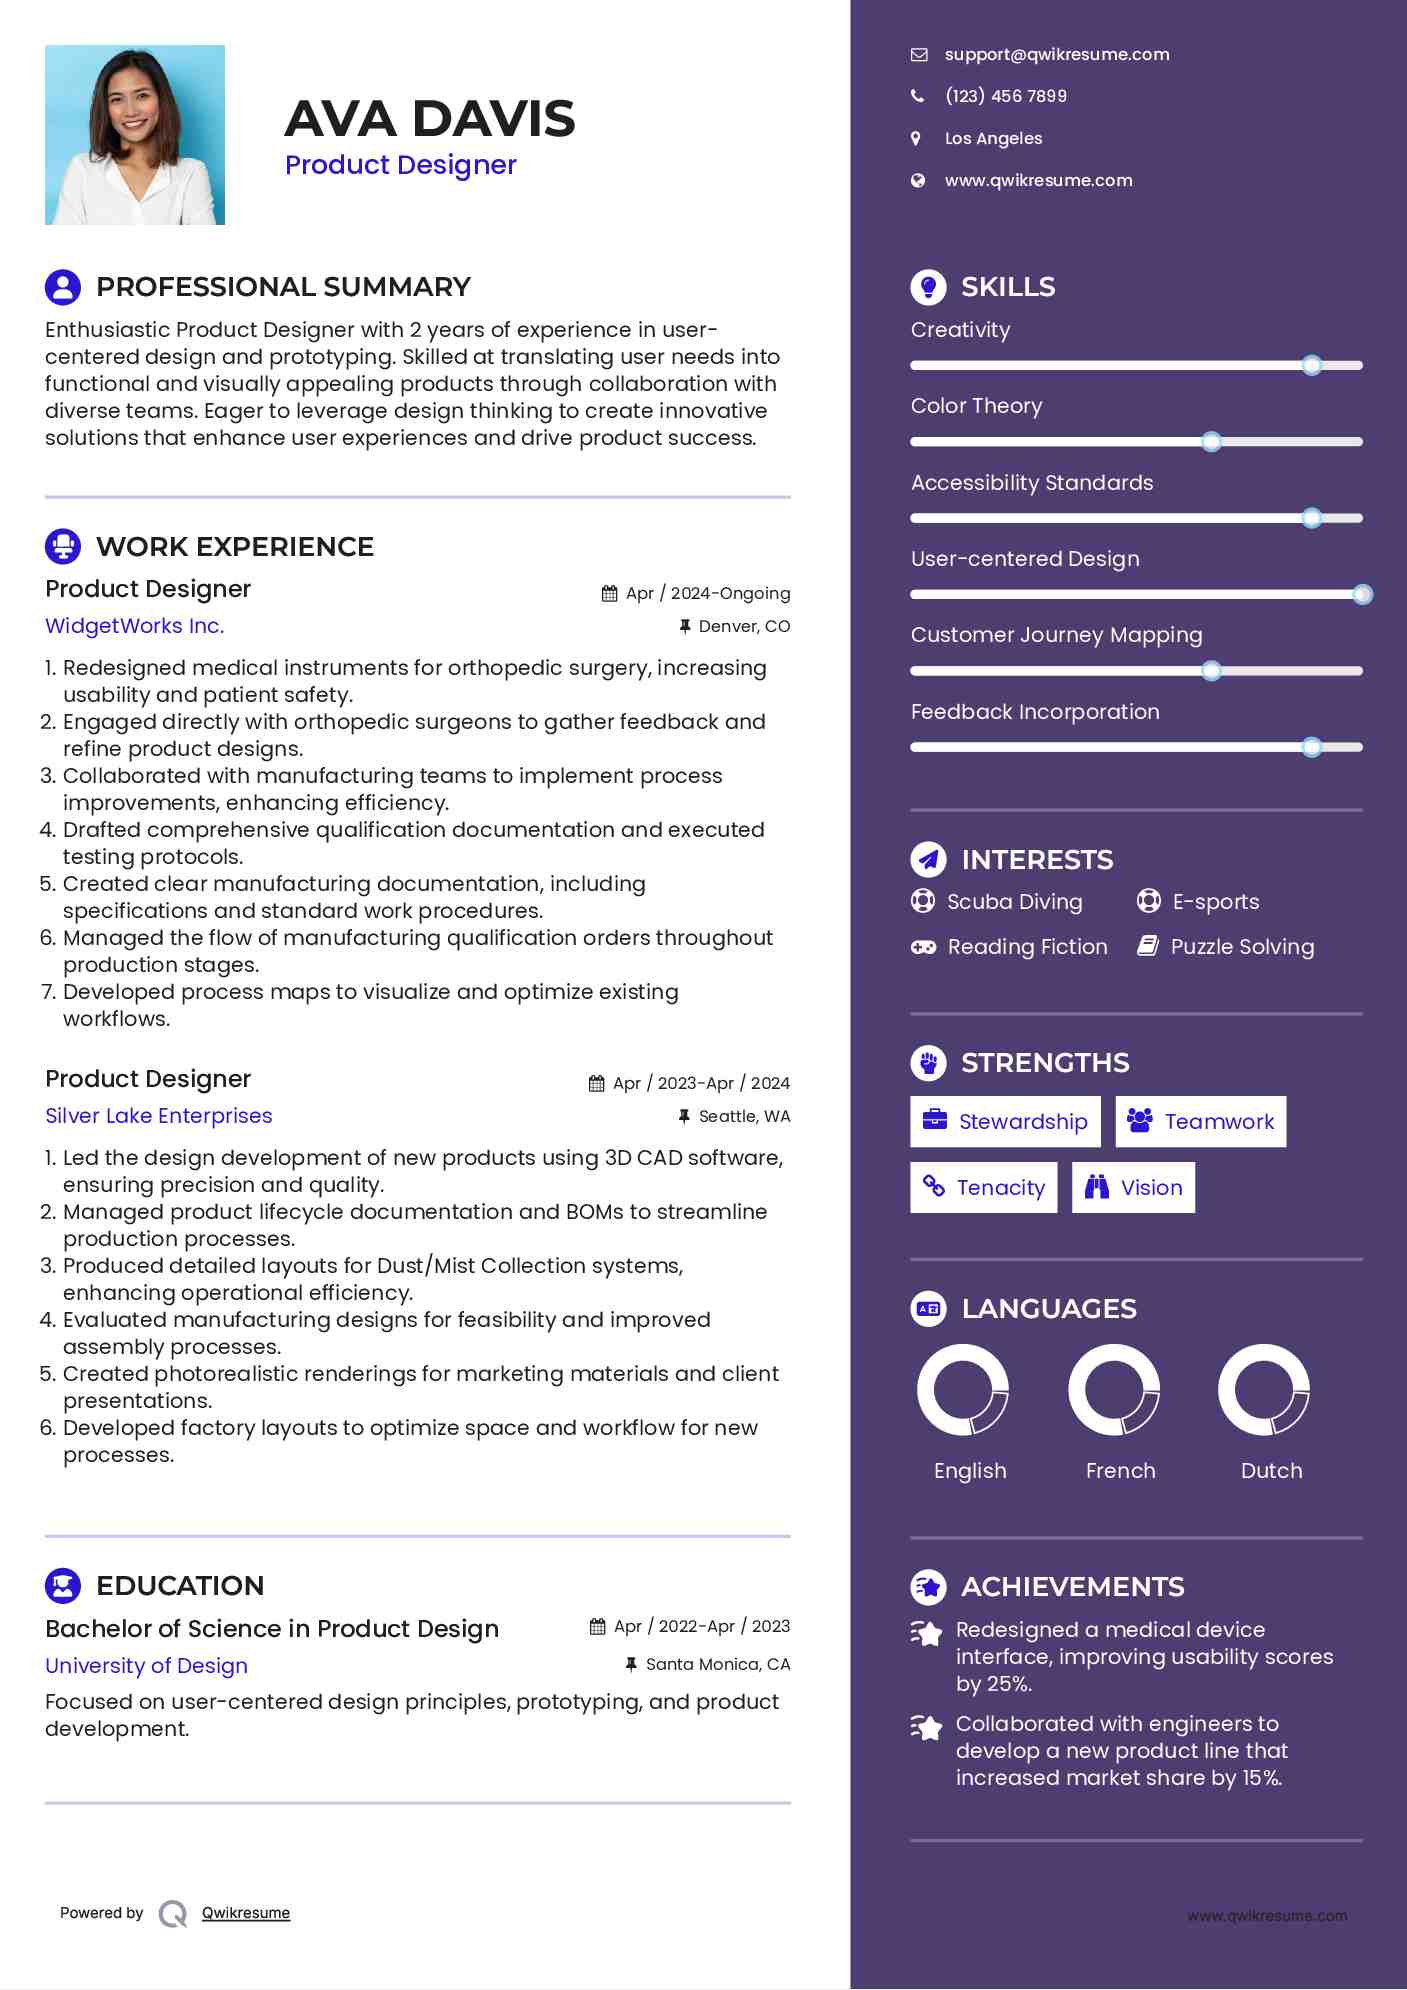 AVA DAVIS
Product Designer
support@qwikresume.com
(123) 456 7899
Los Angeles
www.qwikresume.com
PROFESSIONAL SUMMARY
Enthusiastic Product Designer with 2 years of experience in user-
centered design and prototyping. Skilled at translating user needs into
functional and visually appealing products through collaboration with
diverse teams. Eager to leverage design thinking to create innovative
solutions that enhance user experiences and drive product success.
WORK EXPERIENCE
Product Designer
Apr / 2024-Ongoing
WidgetWorks Inc.
Denver, CO
1. Redesigned medical instruments for orthopedic surgery, increasing
usability and patient safety.
2. Engaged directly with orthopedic surgeons to gather feedback and
refine product designs.
3. Collaborated with manufacturing teams to implement process
improvements, enhancing efficiency.
4. Drafted comprehensive qualification documentation and executed
testing protocols.
5. Created clear manufacturing documentation, including
specifications and standard work procedures.
6. Managed the flow of manufacturing qualification orders throughout
production stages.
7. Developed process maps to visualize and optimize existing
workflows.
Product Designer
Apr / 2023-Apr / 2024
Silver Lake Enterprises
Seattle, WA
1. Led the design development of new products using 3D CAD software,
ensuring precision and quality.
2. Managed product lifecycle documentation and BOMs to streamline
production processes.
3. Produced detailed layouts for Dust/Mist Collection systems,
enhancing operational efficiency.
4. Evaluated manufacturing designs for feasibility and improved
assembly processes.
5. Created photorealistic renderings for marketing materials and client
presentations.
6. Developed factory layouts to optimize space and workflow for new
processes.
EDUCATION
Bachelor of Science in Product Design
Apr / 2022-Apr / 2023
University of Design
Santa Monica, CA
Focused on user-centered design principles, prototyping, and product
development.
SKILLS
Creativity
Color Theory
Accessibility Standards
User-centered Design
Customer Journey Mapping
Feedback Incorporation
INTERESTS
Scuba Diving
E-sports
Reading Fiction
Puzzle Solving
STRENGTHS
Stewardship
Teamwork
Tenacity
Vision
LANGUAGES
English
French
Dutch
ACHIEVEMENTS
Redesigned a medical device
interface, improving usability scores
by 25%.
Collaborated with engineers to
develop a new product line that
increased market share by 15%.
Powered by
Qwikresume
www.qwikresume.com